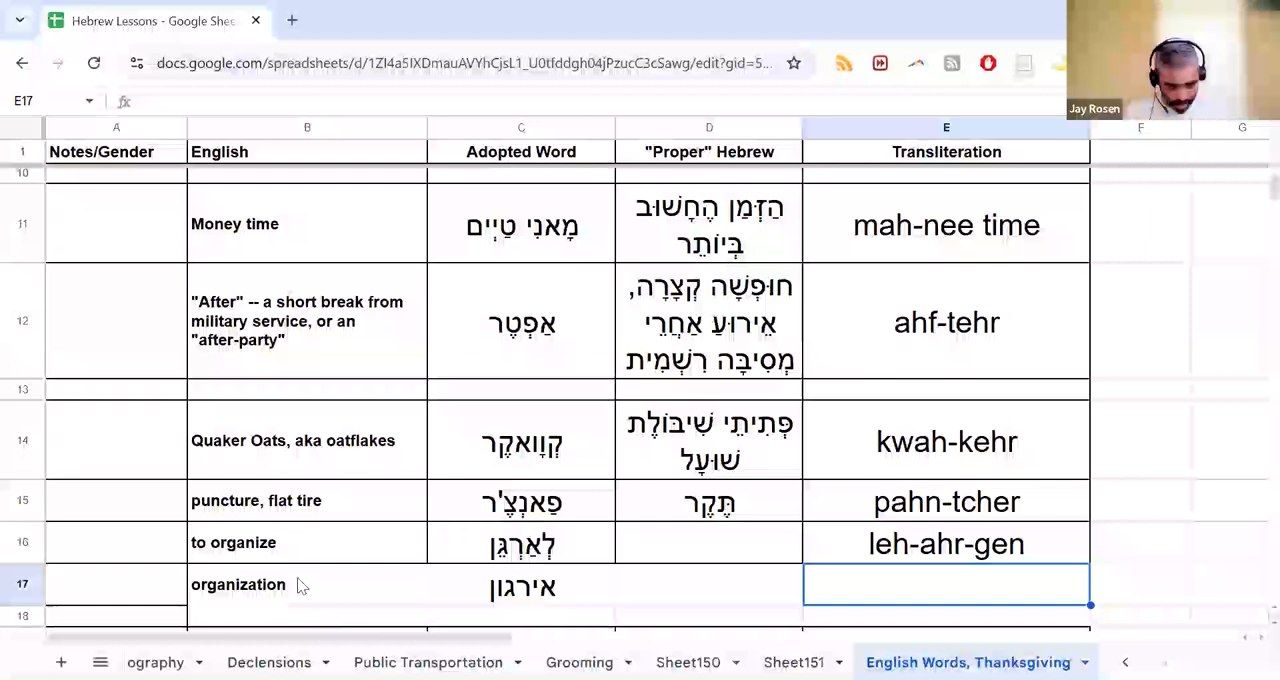 Hebrew Lessons - Google Shee
docs.google.com/spreadsheets/d/1ZI4a5IXDmauAVYhCjsL1_U0tfddgh04jPzucC3cSawg/edit?gid=5...
Jay Rosen
E17
fx
A B C D E F G
1 Notes/Gender English Adopted Word "Proper" Hebrew Transliteration
10
11 Money time מָאנִי טַיְים הַזְּמַן הֶחָשׁוּב mah-nee time
בְּיוֹתֵר
12 "After" -- a short break from military service, or an "after-party" אַפְטֶר חוּפְשָׁה קְצָרָה, ahf-tehr
אֵירוּעַ אַחֲרֵי
מְסִיבָּה רִשְׁמִית
13
14 Quaker Oats, aka oatflakes קְוָואקֶר פְּתִיתֵי שִׁיבּוֹלֶת kwah-kehr
שׁוּעָל
15 puncture, flat tire פַּאנְצֶ'ר תֶּקֶר pahn-tcher
16 to organize לְאַרְגֵּן leh-ahr-gen
17 organization אירגון
18
ography Declensions Public Transportation Grooming Sheet150 Sheet151 English Words, Thanksgiving